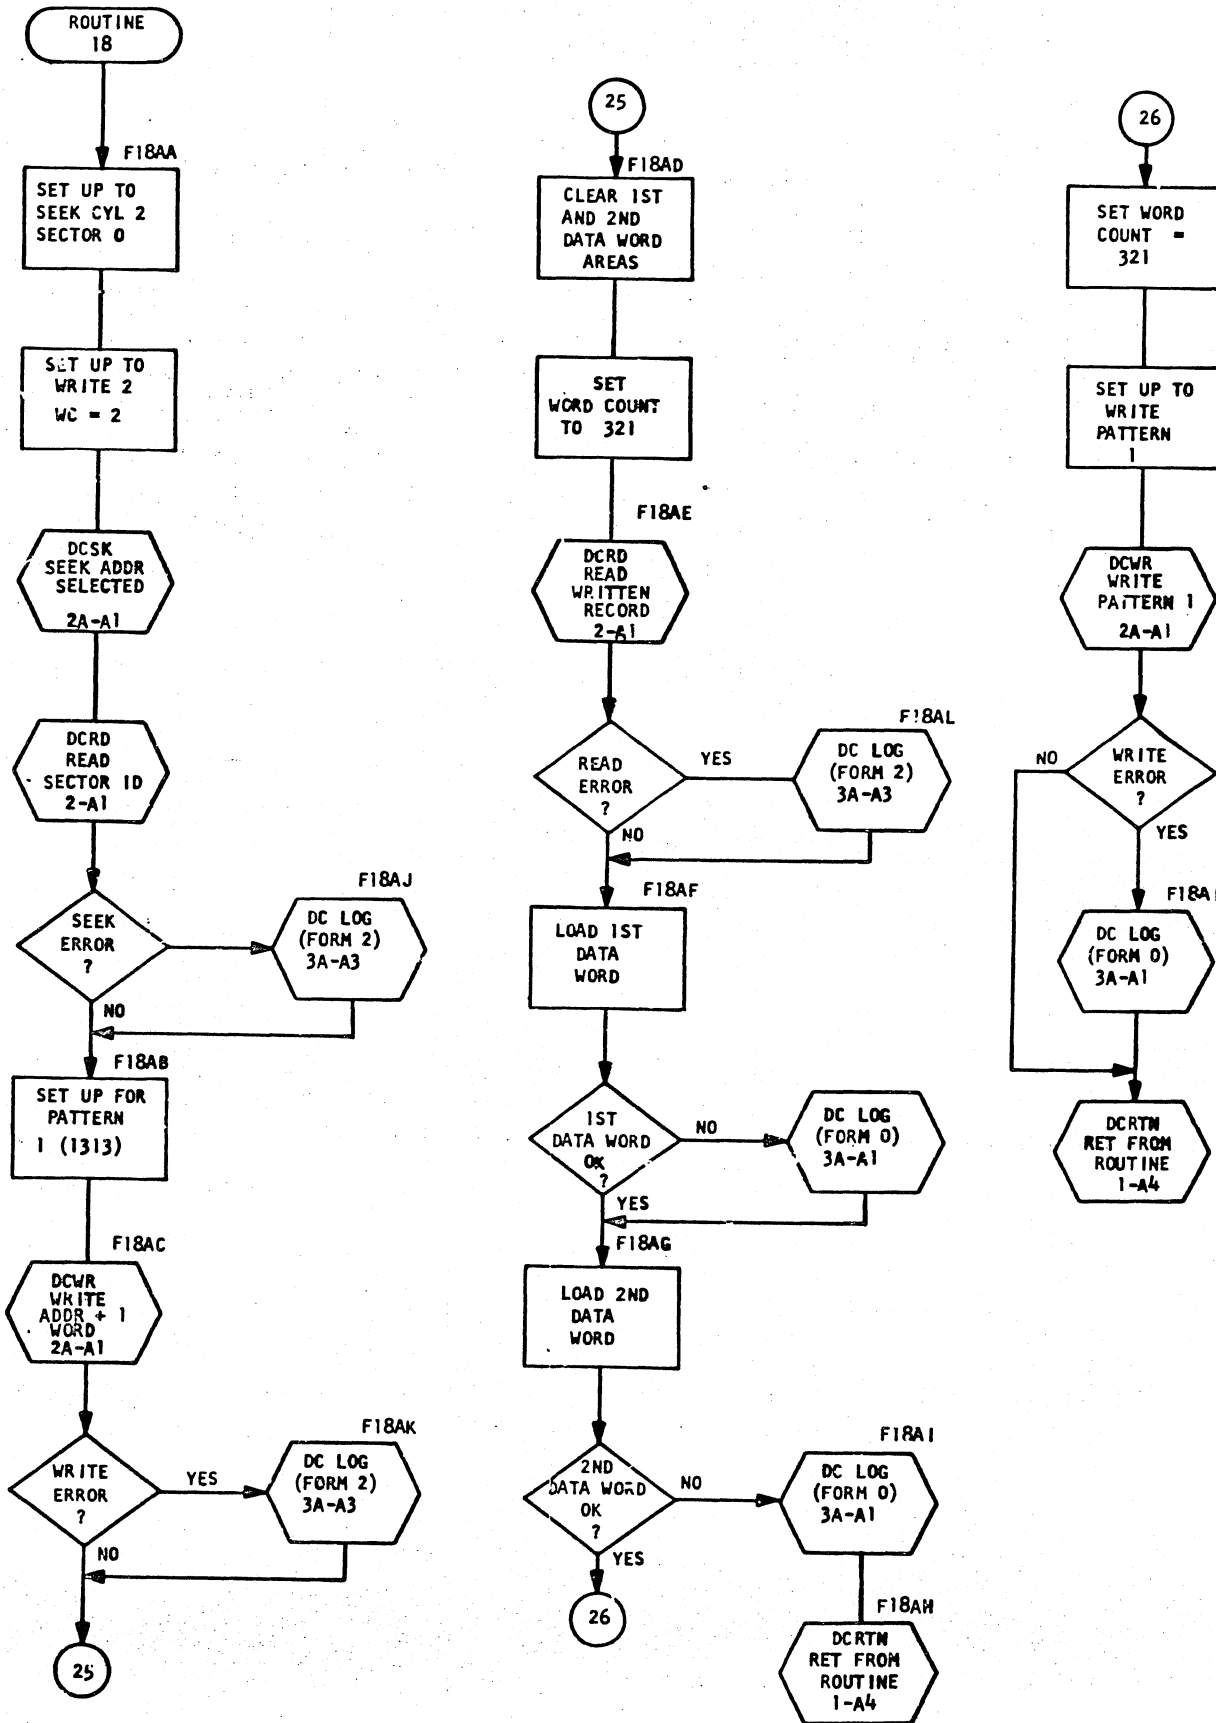 ROUTINE
18
F18AA
SET UP TO
SEEK CYL 2
SECTOR 0
SET UP TO
WRITE 2
WC = 2
DCSK
SEEK ADDR
SELECTED
2A-A1
DCRD
READ
SECTOR ID
2-A1
SEEK
ERROR
?
F18AJ
DC LOG
(FORM 2)
3A-A3
NO
F18AB
SET UP FOR
PATTERN
1 (1313)
F18AC
DCWR
WRITE
ADDR + 1
WORD
2A-A1
WRITE
ERROR
?
YES
F18AK
DC LOG
(FORM 2)
3A-A3
NO
25
25
F18AD
CLEAR 1ST
AND 2ND
DATA WORD
AREAS
SET
WORD COUNT
TO 321
F18AE
DCRD
READ
WRITTEN
RECORD
2-A1
READ
ERROR
?
YES
F18AL
DC LOG
(FORM 2)
3A-A3
NO
F18AF
LOAD 1ST
DATA
WORD
1ST
DATA WORD
OK
?
NO
DC LOG
(FORM 0)
3A-A1
YES
F18AG
LOAD 2ND
DATA
WORD
2ND
DATA WORD
OK
?
NO
F18AI
DC LOG
(FORM 0)
3A-A1
YES
26
F18AH
DCRTN
RET FROM
ROUTINE
1-A4
26
SET WORD
COUNT =
321
SET UP TO
WRITE
PATTERN
1
DCWR
WRITE
PATTERN 1
2A-A1
NO
WRITE
ERROR
?
YES
DC LOG
(FORM 0)
3A-A1
DCRTN
RET FROM
ROUTINE
1-A4